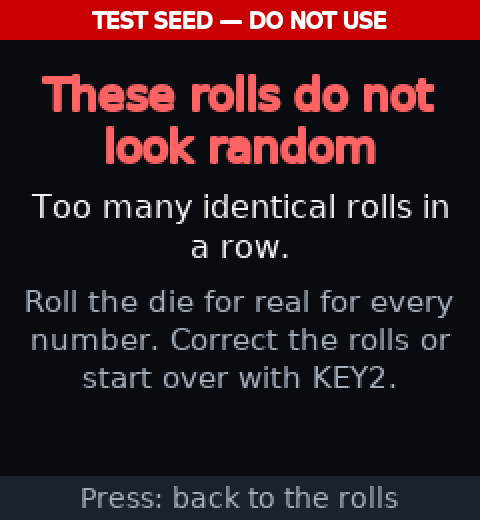 TEST SEED — DO NOT USE
These rolls do not
look random
Too many identical rolls in
a row.
Roll the die for real for every
number. Correct the rolls or
start over with KEY2.
Press: back to the rolls